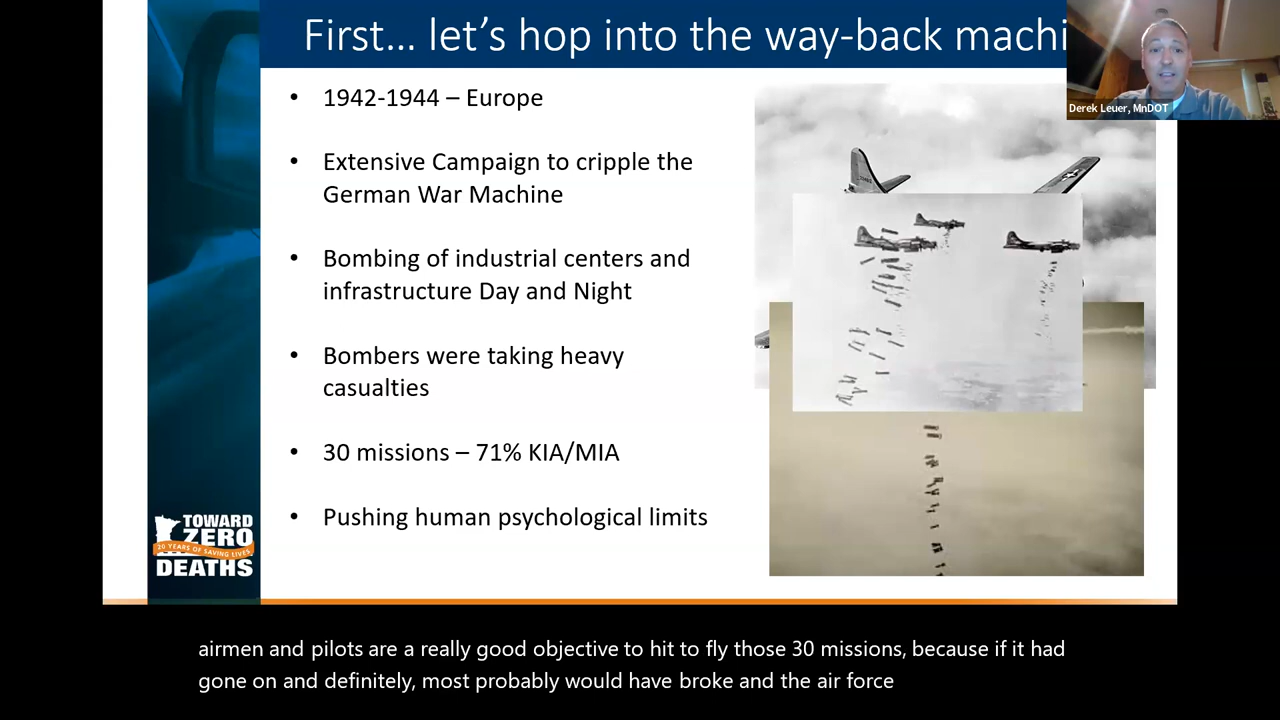 First... let's hop into the way-back machi
Derek Leuer, MnDOT
• 1942-1944 – Europe
• Extensive Campaign to cripple the
German War Machine
• Bombing of industrial centers and
infrastructure Day and Night
• Bombers were taking heavy
casualties
• 30 missions – 71% KIA/MIA
• Pushing human psychological limits
TOWARD
ZERO
20 YEARS OF SAVING LIVES
DEATHS
airmen and pilots are a really good objective to hit to fly those 30 missions, because if it had
gone on and definitely, most probably would have broke and the air force